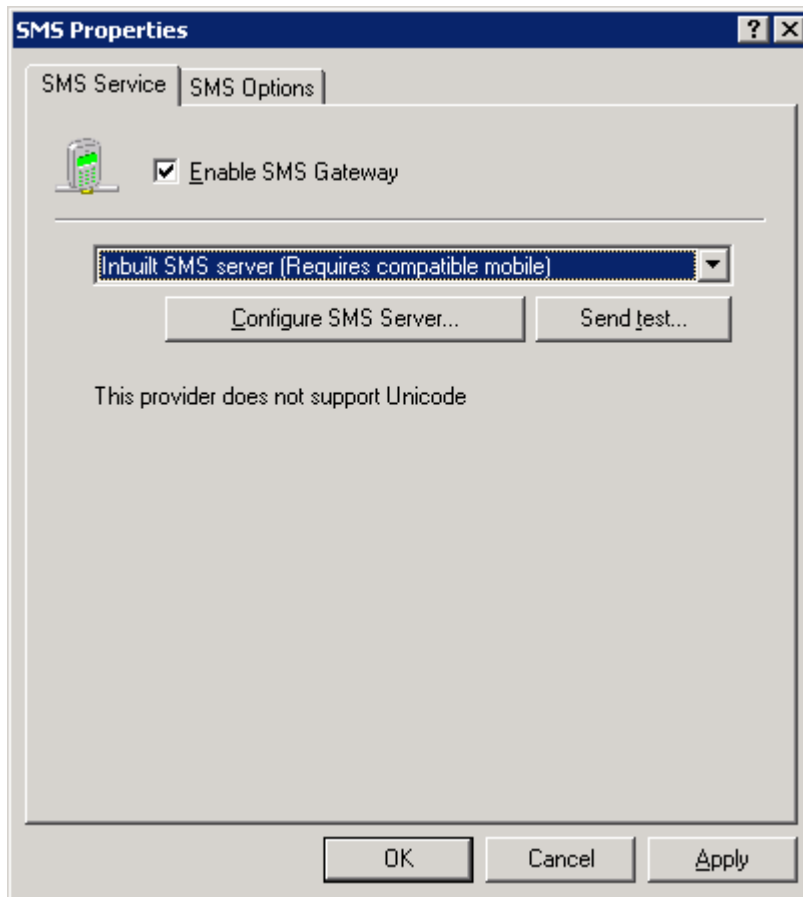 SMS Properties
SMS Service
SMS Options
Enable SMS Gateway
Inbuilt SMS server (Requires compatible mobile)
Configure SMS Server...
Send test...
This provider does not support Unicode
OK
Cancel
Apply